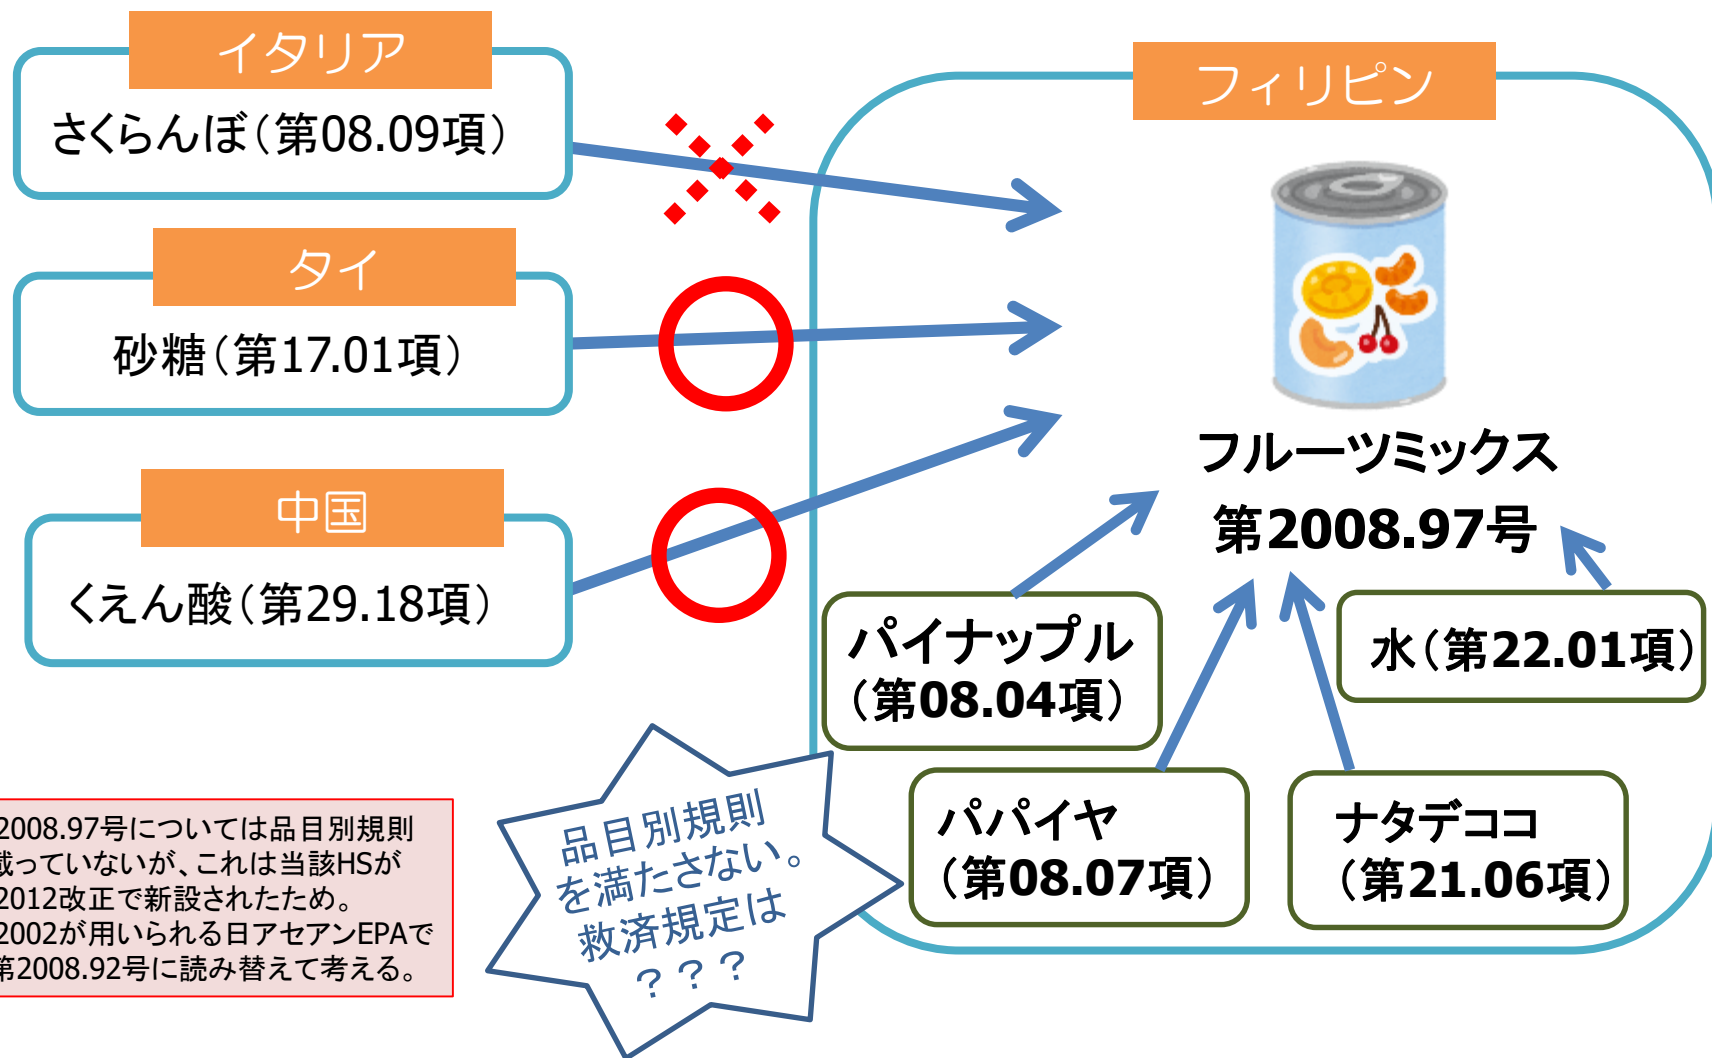 イタリア
さくらんぼ（第08.09項）
タイ
砂糖（第17.01項）
中国
くえん酸（第29.18項）
フィリピン
フルーツミックス
第2008.97号
パイナップル
（第08.04項）
水（第22.01項）
パパイヤ
（第08.07項）
ナタデココ
（第21.06項）
2008.97号については品目別規則
載っていないが、これは当該HSが
2012改正で新設されたため。
2002が用いられる日アセアンEPAで
第2008.92号に読み替えて考える。
品目別規則
を満たさない。
救済規定は
？？？